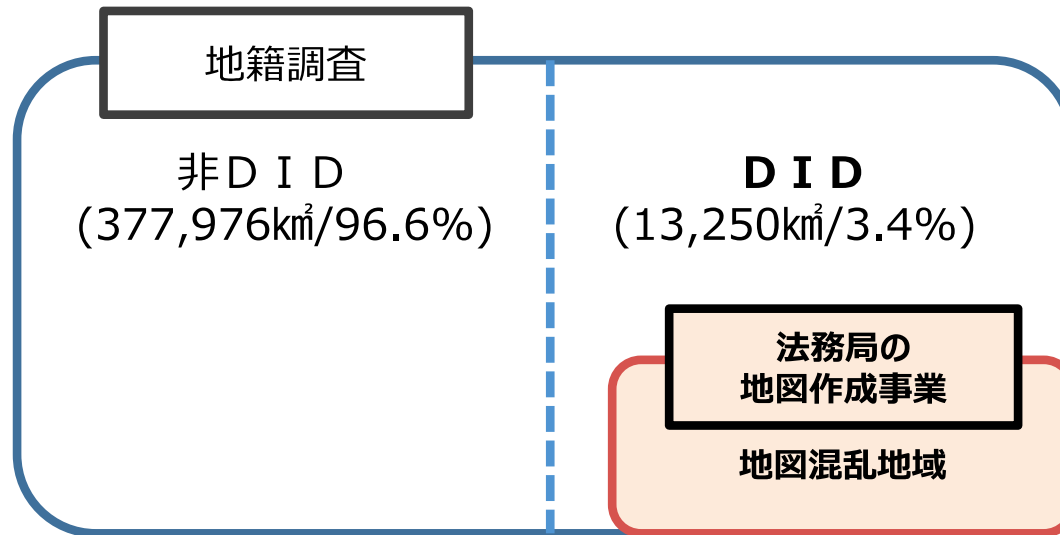 地籍調査
非ＤＩＤ
(377,976㎢/96.6%)
ＤＩＤ
(13,250㎢/3.4%)
法務局の
地図作成事業
地図混乱地域